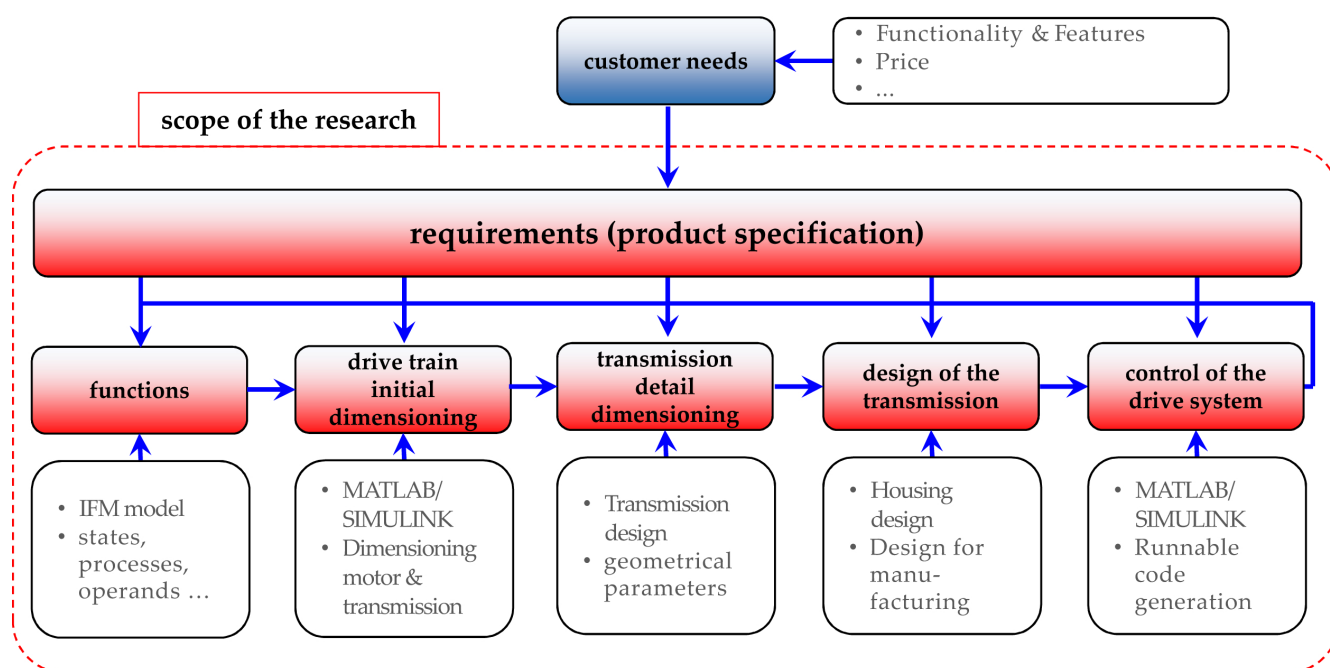 customer needs
• Functionality & Features
• Price
• ...
scope of the research
requirements (product specification)
functions
drive train
initial
dimensioning
transmission
detail
dimensioning
design of the
transmission
control of the
drive system
• IFM model
• states,
processes,
operands ...
• MATLAB/
SIMULINK
• Dimensioning
motor &
transmission
• Transmission
design
• geometrical
parameters
• Housing
design
• Design for
manu-
facturing
• MATLAB/
SIMULINK
• Runnable
code
generation